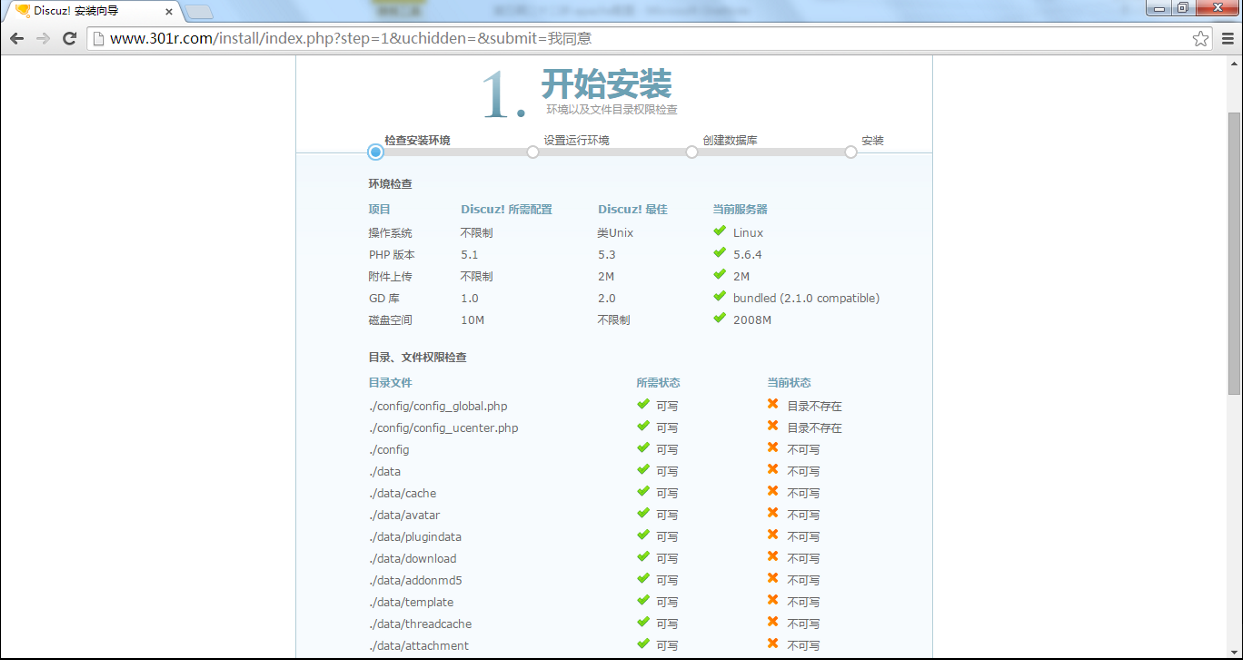 Discuz! 安装向导
www.301r.com/install/index.php?step=1&uchidden=&submit=我同意
1. 开始安装
环境以及文件目录权限检查
检查安装环境 设置运行环境 创建数据库 安装
环境检查
项目 Discuz! 所需配置 Discuz! 最佳 当前服务器
操作系统 不限制 类Unix Linux
PHP 版本 5.1 5.3 5.6.4
附件上传 不限制 2M 2M
GD 库 1.0 2.0 bundled (2.1.0 compatible)
磁盘空间 10M 不限制 2008M
目录、文件权限检查
目录文件 所需状态 当前状态
./config/config_global.php 可写 目录不存在
./config/config_ucenter.php 可写 目录不存在
./config 可写 不可写
./data 可写 不可写
./data/cache 可写 不可写
./data/avatar 可写 不可写
./data/plugindata 可写 不可写
./data/download 可写 不可写
./data/addonmd5 可写 不可写
./data/template 可写 不可写
./data/threadcache 可写 不可写
./data/attachment 可写 不可写